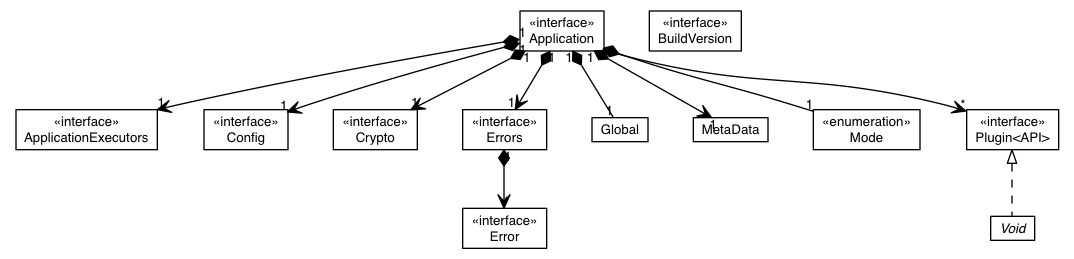 «interface»
Application
«interface»
BuildVersion
1
1
1
1
1
1
1
1
1
1
1
1
1
1
*
«interface»
ApplicationExecutors
«interface»
Config
«interface»
Crypto
«interface»
Errors
Global
MetaData
1
«enumeration»
Mode
«interface»
Plugin<API>
1
«interface»
Error
Void